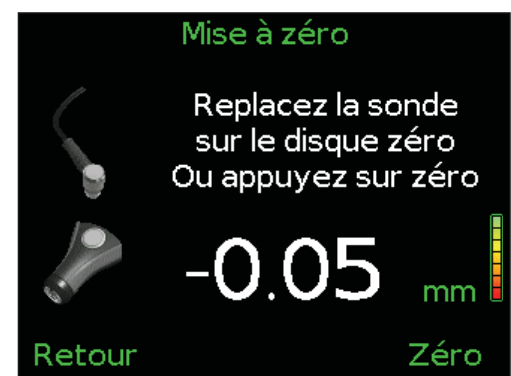 Mise à zéro
Replacez la sonde
sur le disque zéro
Ou appuyez sur zéro
-0.05 mm
Retour Zéro